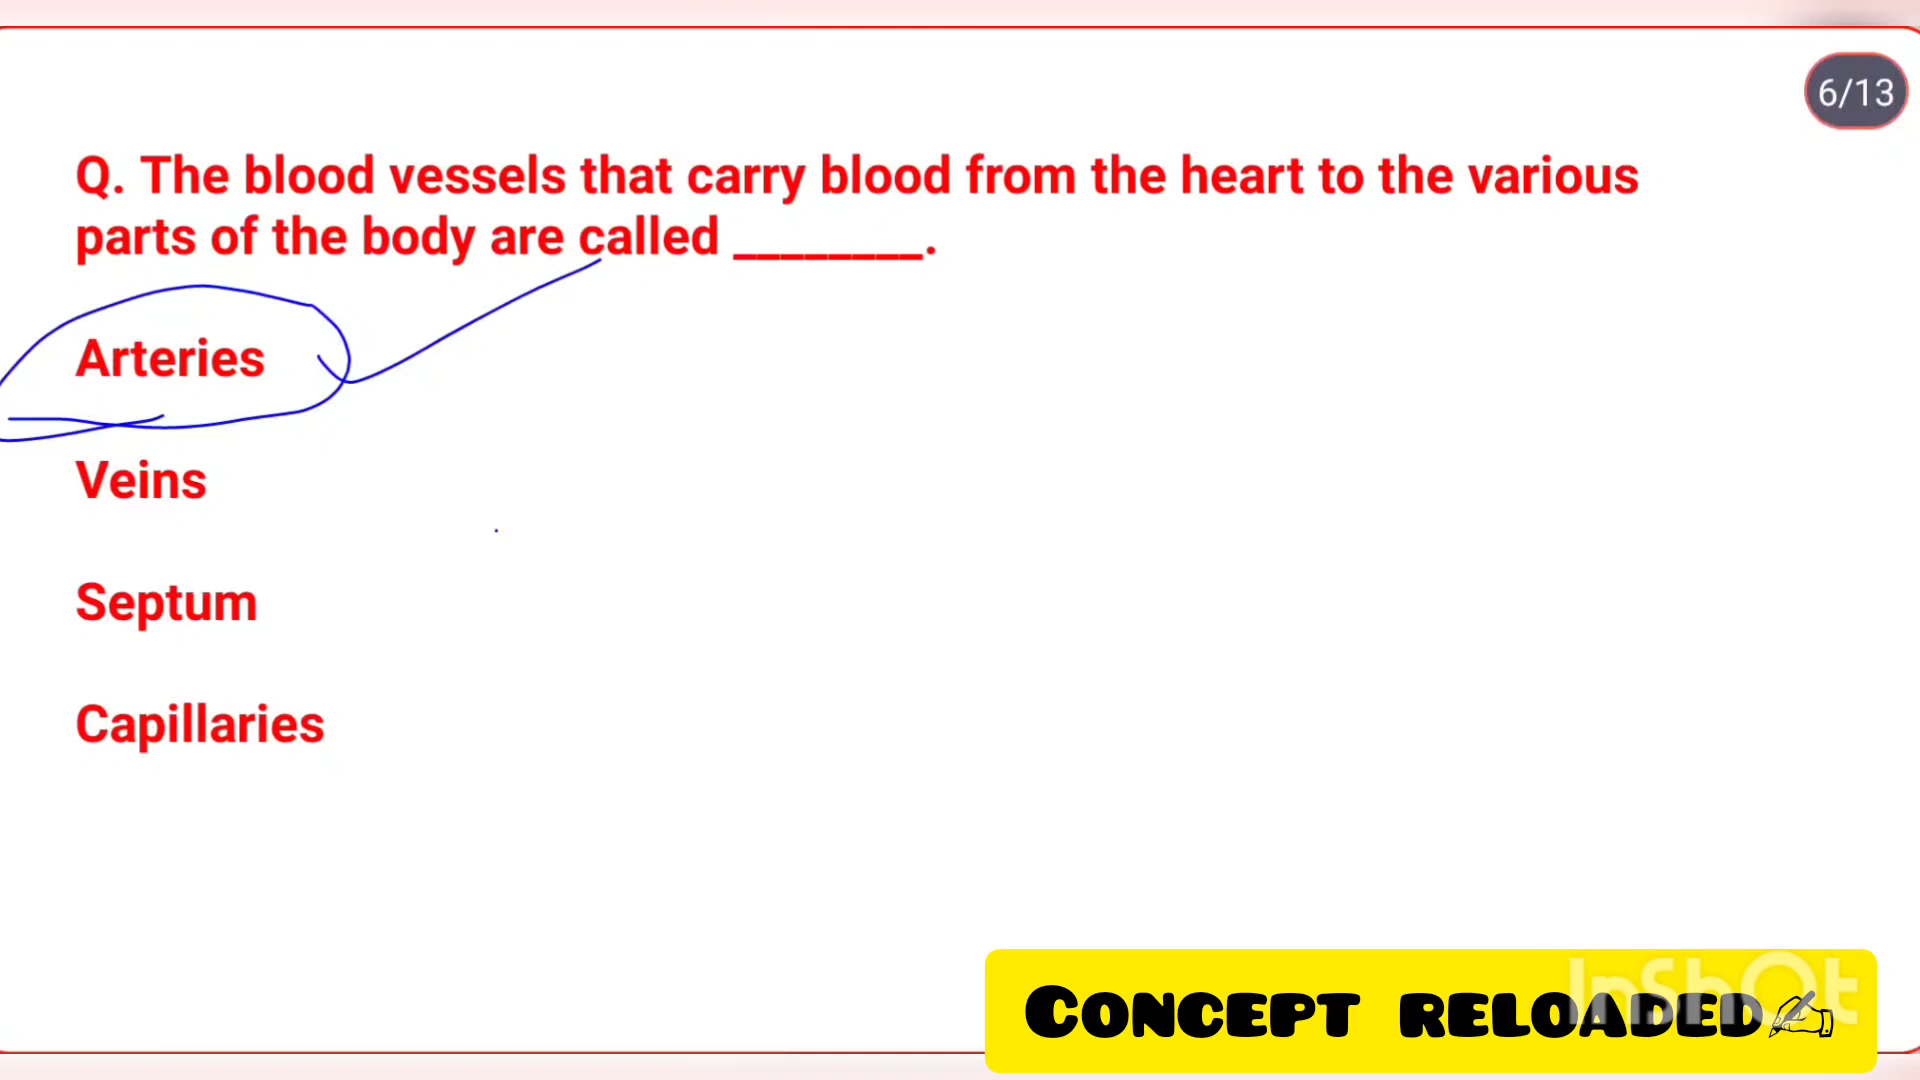 6/13
Q. The blood vessels that carry blood from the heart to the various
parts of the body are called ________.
Arteries
Veins
Septum
Capillaries
InShOt
CONCEPT RELOADED✍